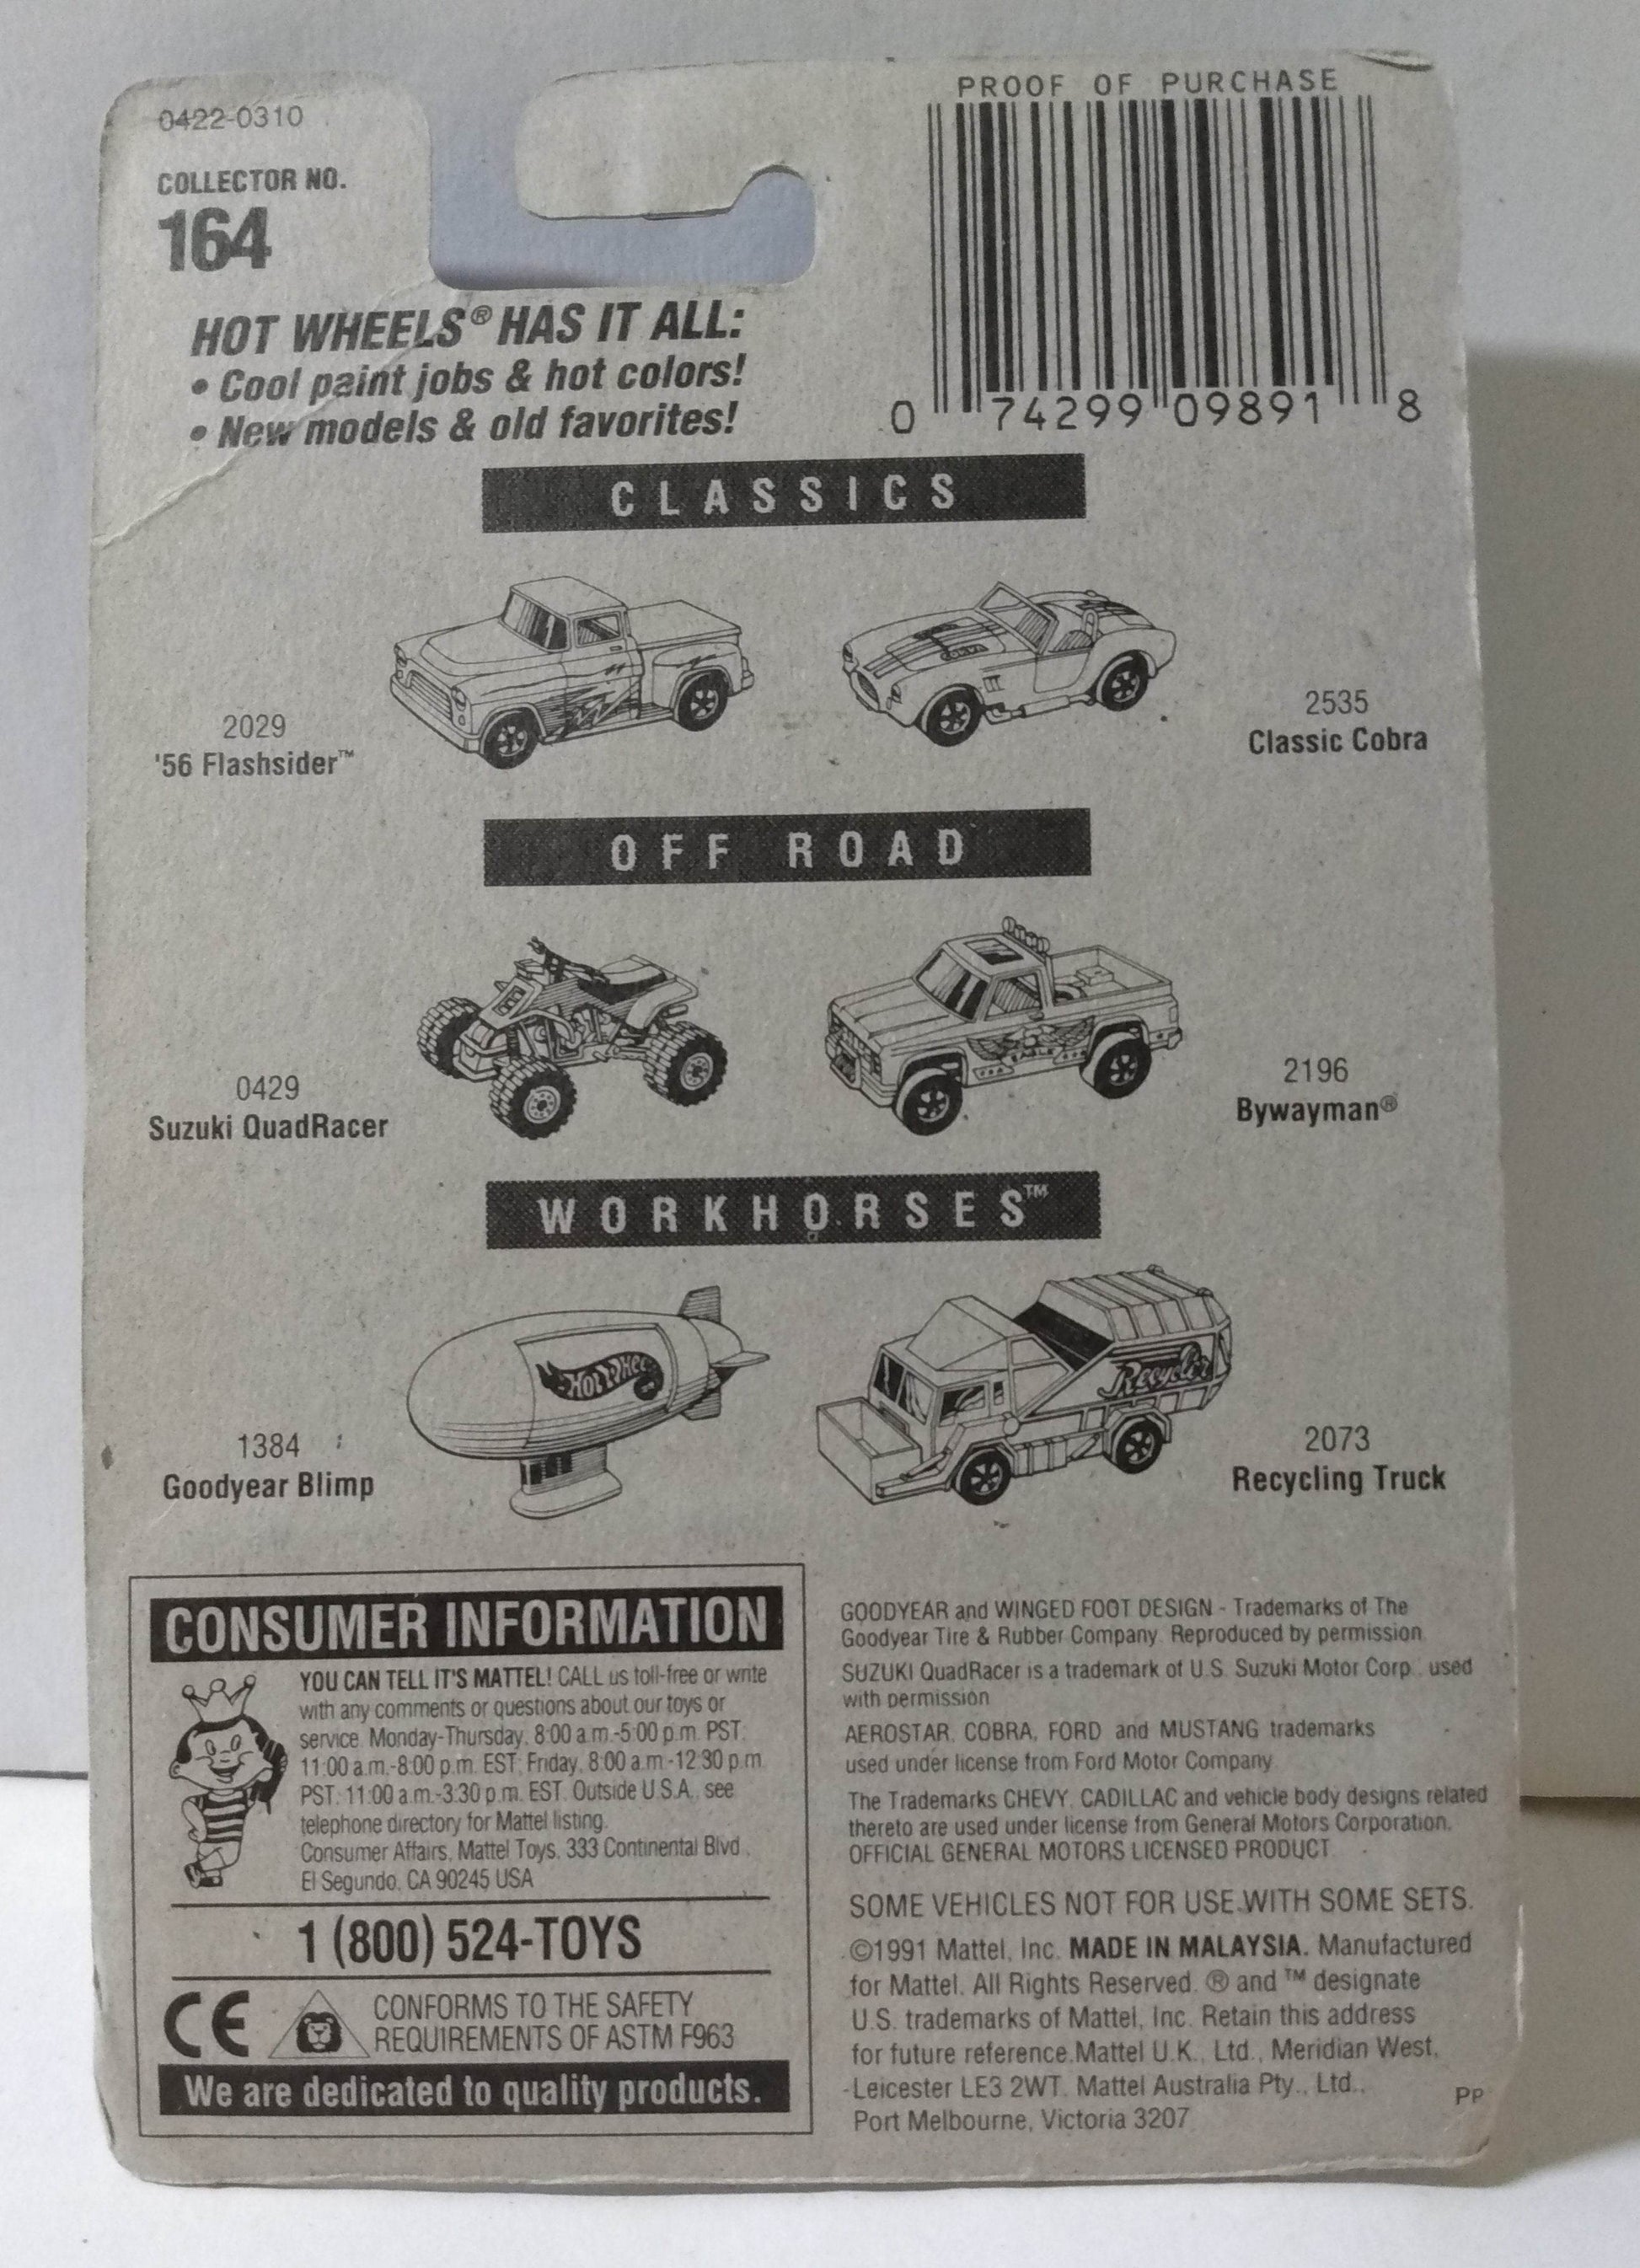 0422-0310
COLLECTOR NO.
164
PROOF OF PURCHASE
0 74299 09891 8
HOT WHEELS® HAS IT ALL:
• Cool paint jobs & hot colors!
• New models & old favorites!
CLASSICS
2029
'56 Flashsider™
COBRA
2535
Classic Cobra
OFF ROAD
0429
Suzuki QuadRacer
EAGLE
2196
Bywayman®
WORKHORSES™
1384
Goodyear Blimp
HOT WHEELS
Recycler
2073
Recycling Truck
CONSUMER INFORMATION
YOU CAN TELL IT'S MATTEL! CALL us toll-free or write
with any comments or questions about our toys or
service. Monday-Thursday, 8:00 a.m.-5:00 p.m. PST.
11:00 a.m.-8:00 p.m. EST; Friday, 8:00 a.m.-12:30 p.m.
PST, 11:00 a.m.-3:30 p.m. EST. Outside U.S.A., see
telephone directory for Mattel listing.
Consumer Affairs, Mattel Toys, 333 Continental Blvd.,
El Segundo, CA 90245 USA
1 (800) 524-TOYS
CE
CONFORMS TO THE SAFETY
REQUIREMENTS OF ASTM F963
We are dedicated to quality products.
GOODYEAR and WINGED FOOT DESIGN - Trademarks of The
Goodyear Tire & Rubber Company. Reproduced by permission.
SUZUKI QuadRacer is a trademark of U.S. Suzuki Motor Corp., used
with permission
AEROSTAR, COBRA, FORD and MUSTANG trademarks
used under license from Ford Motor Company.
The Trademarks CHEVY, CADILLAC and vehicle body designs related
thereto are used under license from General Motors Corporation.
OFFICIAL GENERAL MOTORS LICENSED PRODUCT.
SOME VEHICLES NOT FOR USE WITH SOME SETS.
©1991 Mattel, Inc. MADE IN MALAYSIA. Manufactured
for Mattel. All Rights Reserved. ® and ™ designate
U.S. trademarks of Mattel, Inc. Retain this address
for future reference.Mattel U.K., Ltd., Meridian West,
Leicester LE3 2WT. Mattel Australia Pty., Ltd.,
Port Melbourne, Victoria 3207
PP